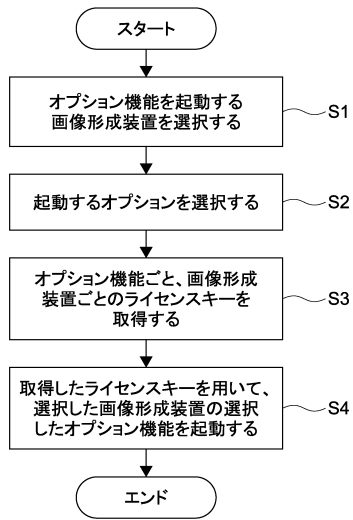 スタート
オプション機能を起動する
画像形成装置を選択する
S1
起動するオプションを選択する
S2
オプション機能ごと、画像形成
装置ごとのライセンスキーを
取得する
S3
取得したライセンスキーを用いて、
選択した画像形成装置の選択
したオプション機能を起動する
S4
エンド